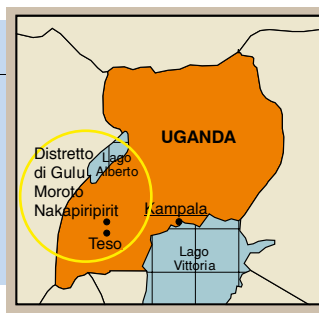 UGANDA
Distretto
di Gulu
Moroto
Nakapiripirit
Lago
Alberto
Kampala
Teso
Lago
Vittoria